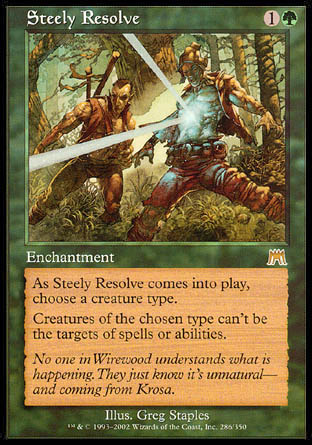 Steely Resolve 1
Enchantment
As Steely Resolve comes into play,
choose a creature type.
Creatures of the chosen type can't be
the targets of spells or abilities.
No one in Wirewood understands what is
happening. They just know it's unnatural—
and coming from Krosa.
Illus. Greg Staples
™ & © 1993–2002 Wizards of the Coast, Inc. 286/350